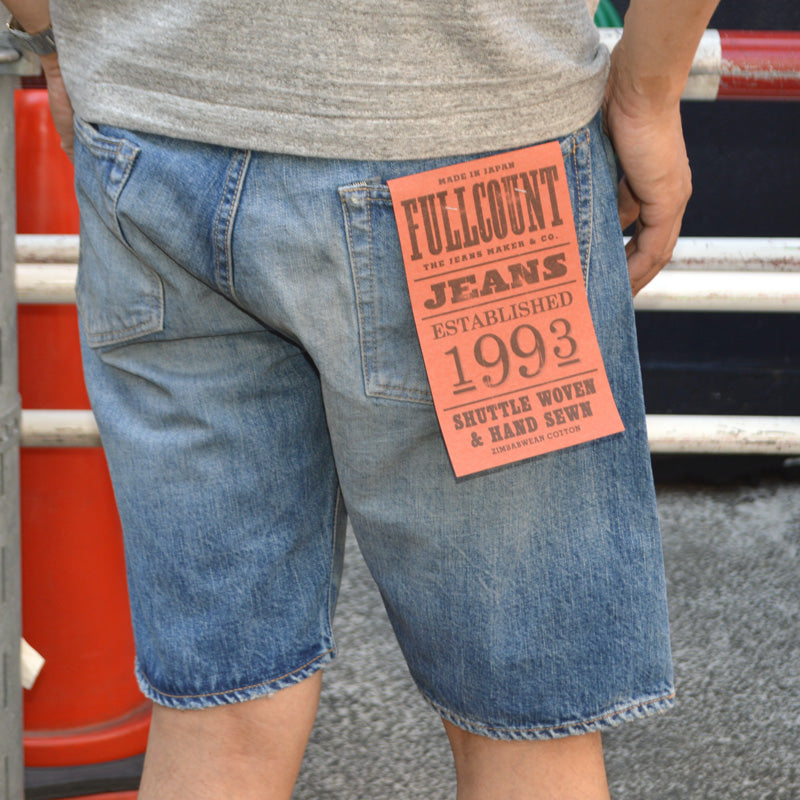 MADE IN JAPAN
FULLCOUNT
THE JEANS MAKER & CO.
JEANS
ESTABLISHED
1993
SHUTTLE WOVEN
& HAND SEWN
ZIMBABWEAN COTTON